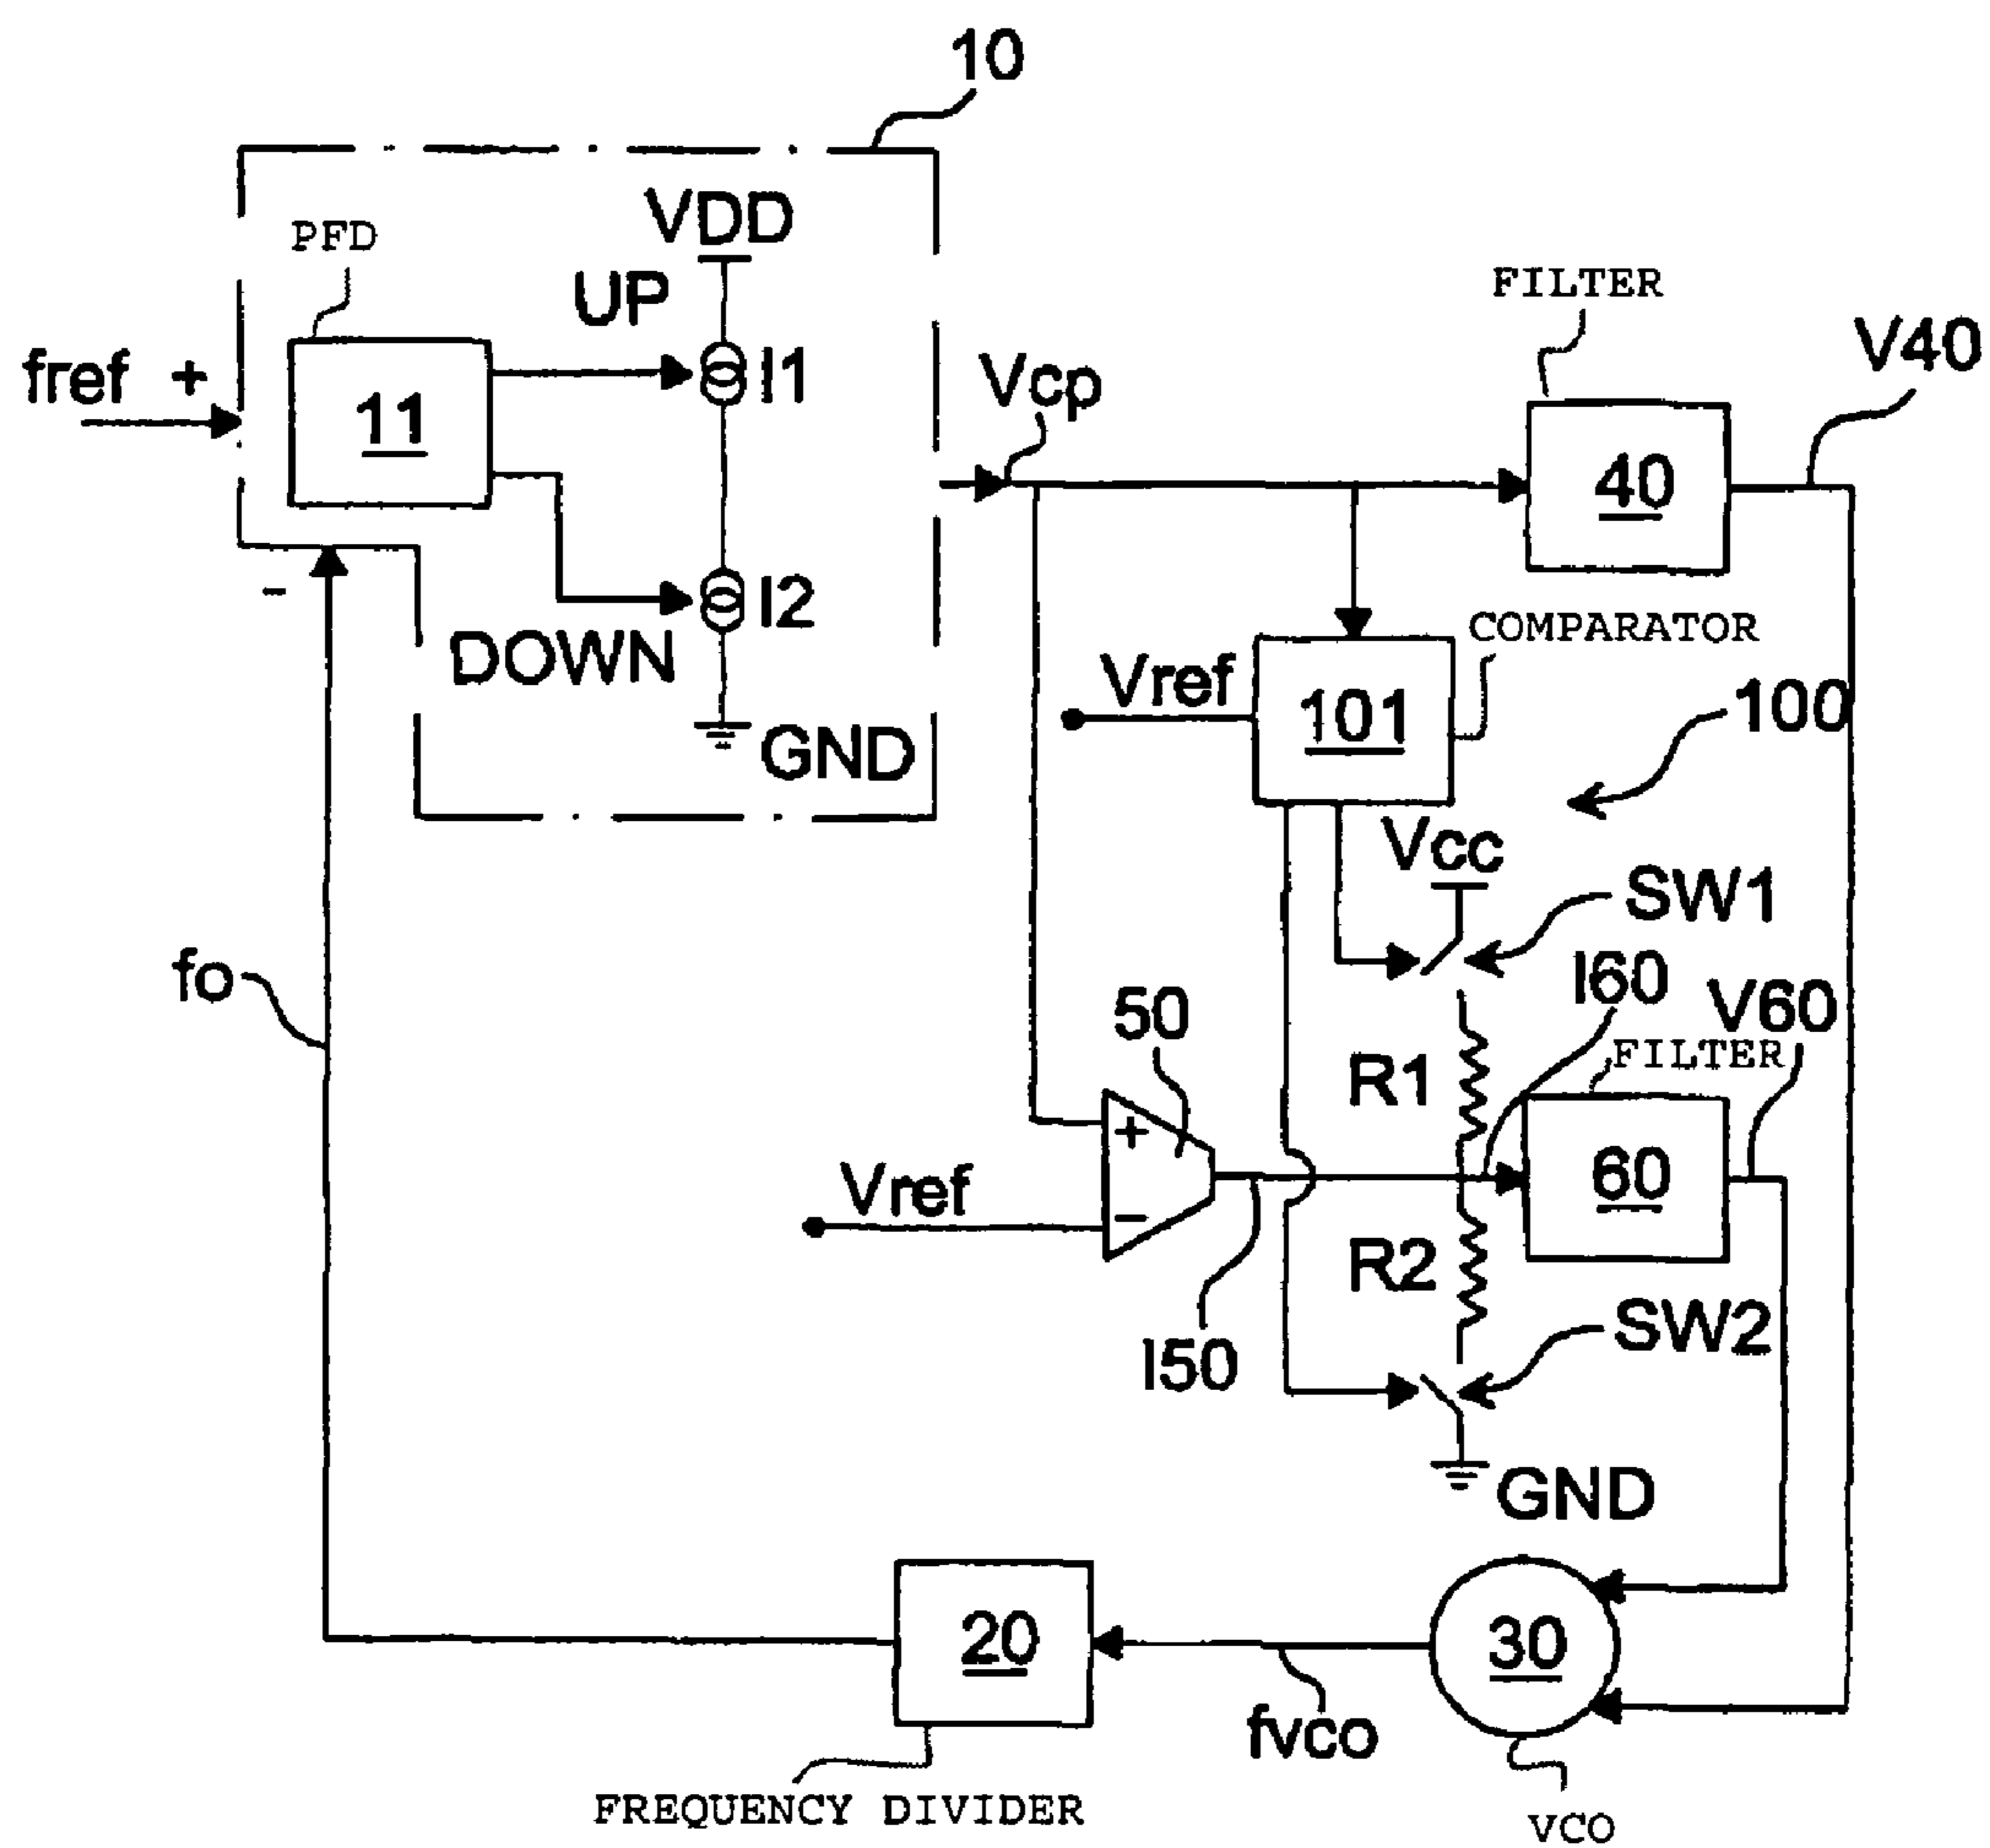 10
VDD
PFD
UP
FILTER
fref +
I1
Vcp
V40
11
40
-
I2
COMPARATOR
DOWN
Vref
101
100
GND
Vcc
SW1
fo
I60
50
V60
FILTER
R1
+
Vref
60
-
R2
SW2
I50
GND
20
30
fvco
FREQUENCY DIVIDER
VCO